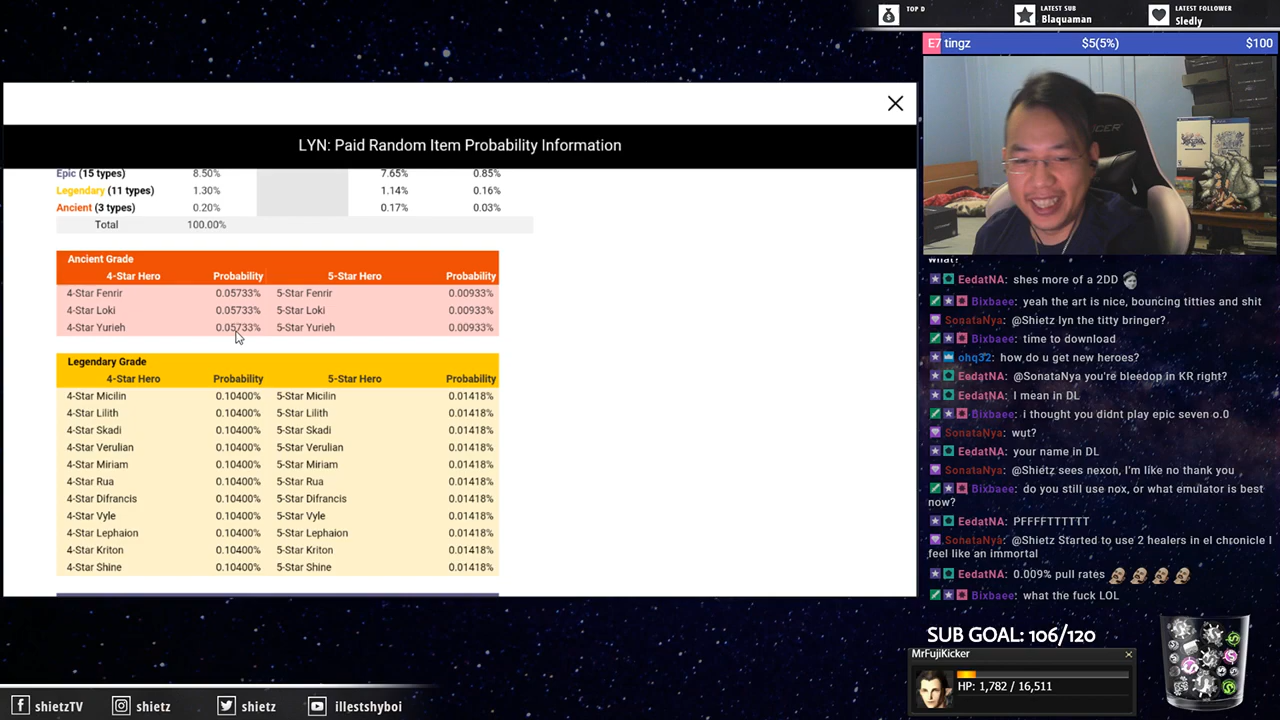 TOP D
LATEST SUB
Blaquaman
LATEST FOLLOWER
Sledly
E7 tingz $5(5%) $100
LYN: Paid Random Item Probability Information
Epic (15 types) 8.50% 7.65% 0.85%
Legendary (11 types) 1.30% 1.14% 0.16%
Ancient (3 types) 0.20% 0.17% 0.03%
Total 100.00%
Ancient Grade
4-Star Hero Probability 5-Star Hero Probability
4-Star Fenrir 0.05733% 5-Star Fenrir 0.00933%
4-Star Loki 0.05733% 5-Star Loki 0.00933%
4-Star Yurieh 0.05733% 5-Star Yurieh 0.00933%
Legendary Grade
4-Star Hero Probability 5-Star Hero Probability
4-Star Micilin 0.10400% 5-Star Micilin 0.01418%
4-Star Lilith 0.10400% 5-Star Lilith 0.01418%
4-Star Skadi 0.10400% 5-Star Skadi 0.01418%
4-Star Verulian 0.10400% 5-Star Verulian 0.01418%
4-Star Miriam 0.10400% 5-Star Miriam 0.01418%
4-Star Rua 0.10400% 5-Star Rua 0.01418%
4-Star Difrancis 0.10400% 5-Star Difrancis 0.01418%
4-Star Vyle 0.10400% 5-Star Vyle 0.01418%
4-Star Lephaion 0.10400% 5-Star Lephaion 0.01418%
4-Star Kriton 0.10400% 5-Star Kriton 0.01418%
4-Star Shine 0.10400% 5-Star Shine 0.01418%
what?
EedatNA: shes more of a 2DD
Bixbaee: yeah the art is nice, bouncing titties and shit
SonataNya: @Shietz lyn the titty bringer?
Bixbaee: time to download
ohq32: how do u get new heroes?
EedatNA: @SonataNya you're bleedop in KR right?
EedatNA: I mean in DL
Bixbaee: i thought you didnt play epic seven o.0
SonataNya: wut?
EedatNA: your name in DL
SonataNya: @Shietz sees nexon, I'm like no thank you
Bixbaee: do you still use nox, or what emulator is best
now?
EedatNA: PFFFFTTTTTT
SonataNya: @Shietz Started to use 2 healers in el chronicle I
feel like an immortal
EedatNA: 0.009% pull rates
Bixbaee: what the fuck LOL
SUB GOAL: 106/120
MrFujiKicker
HP: 1,782 / 16,511
shietzTV shietz shietz illestshyboi